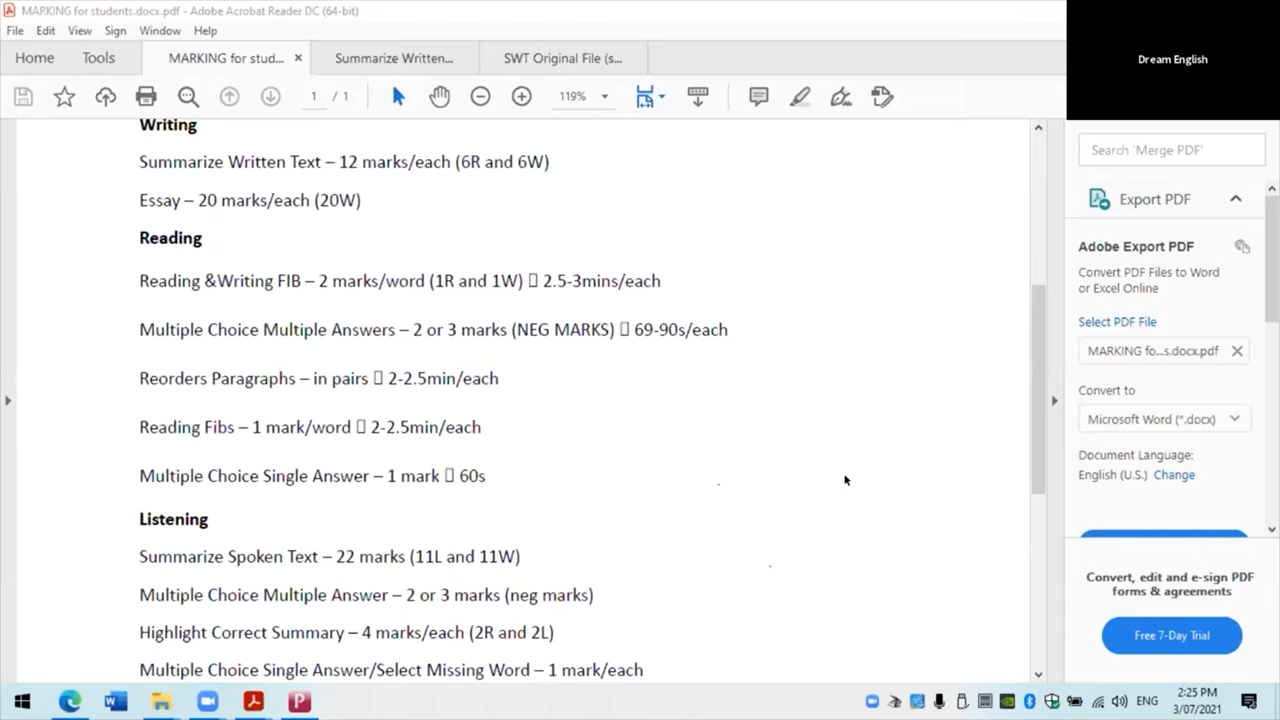 MARKING for students.docx.pdf - Adobe Acrobat Reader DC (64-bit)
File Edit View Sign Window Help
Home Tools MARKING for stud... × Summarize Written... SWT Original File (s...
1 / 1 119%
Dream English
Writing
Summarize Written Text – 12 marks/each (6R and 6W)
Essay – 20 marks/each (20W)
Reading
Reading &Writing FIB – 2 marks/word (1R and 1W) 2.5-3mins/each
Multiple Choice Multiple Answers – 2 or 3 marks (NEG MARKS) 69-90s/each
Reorders Paragraphs – in pairs 2-2.5min/each
Reading Fibs – 1 mark/word 2-2.5min/each
Multiple Choice Single Answer – 1 mark 60s
Listening
Summarize Spoken Text – 22 marks (11L and 11W)
Multiple Choice Multiple Answer – 2 or 3 marks (neg marks)
Highlight Correct Summary – 4 marks/each (2R and 2L)
Multiple Choice Single Answer/Select Missing Word – 1 mark/each
Search 'Merge PDF'
Export PDF
Adobe Export PDF
Convert PDF Files to Word
or Excel Online
Select PDF File
MARKING fo...s.docx.pdf
Convert to
Microsoft Word (*.docx)
Document Language:
English (U.S.) Change
Convert, edit and e-sign PDF
forms & agreements
Free 7-Day Trial
ENG
2:25 PM
3/07/2021